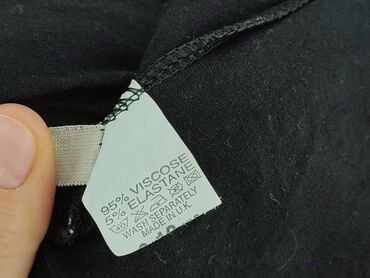 95% VISCOSE
5% ELASTANE
WASH SEPARATELY
MADE IN U.K.